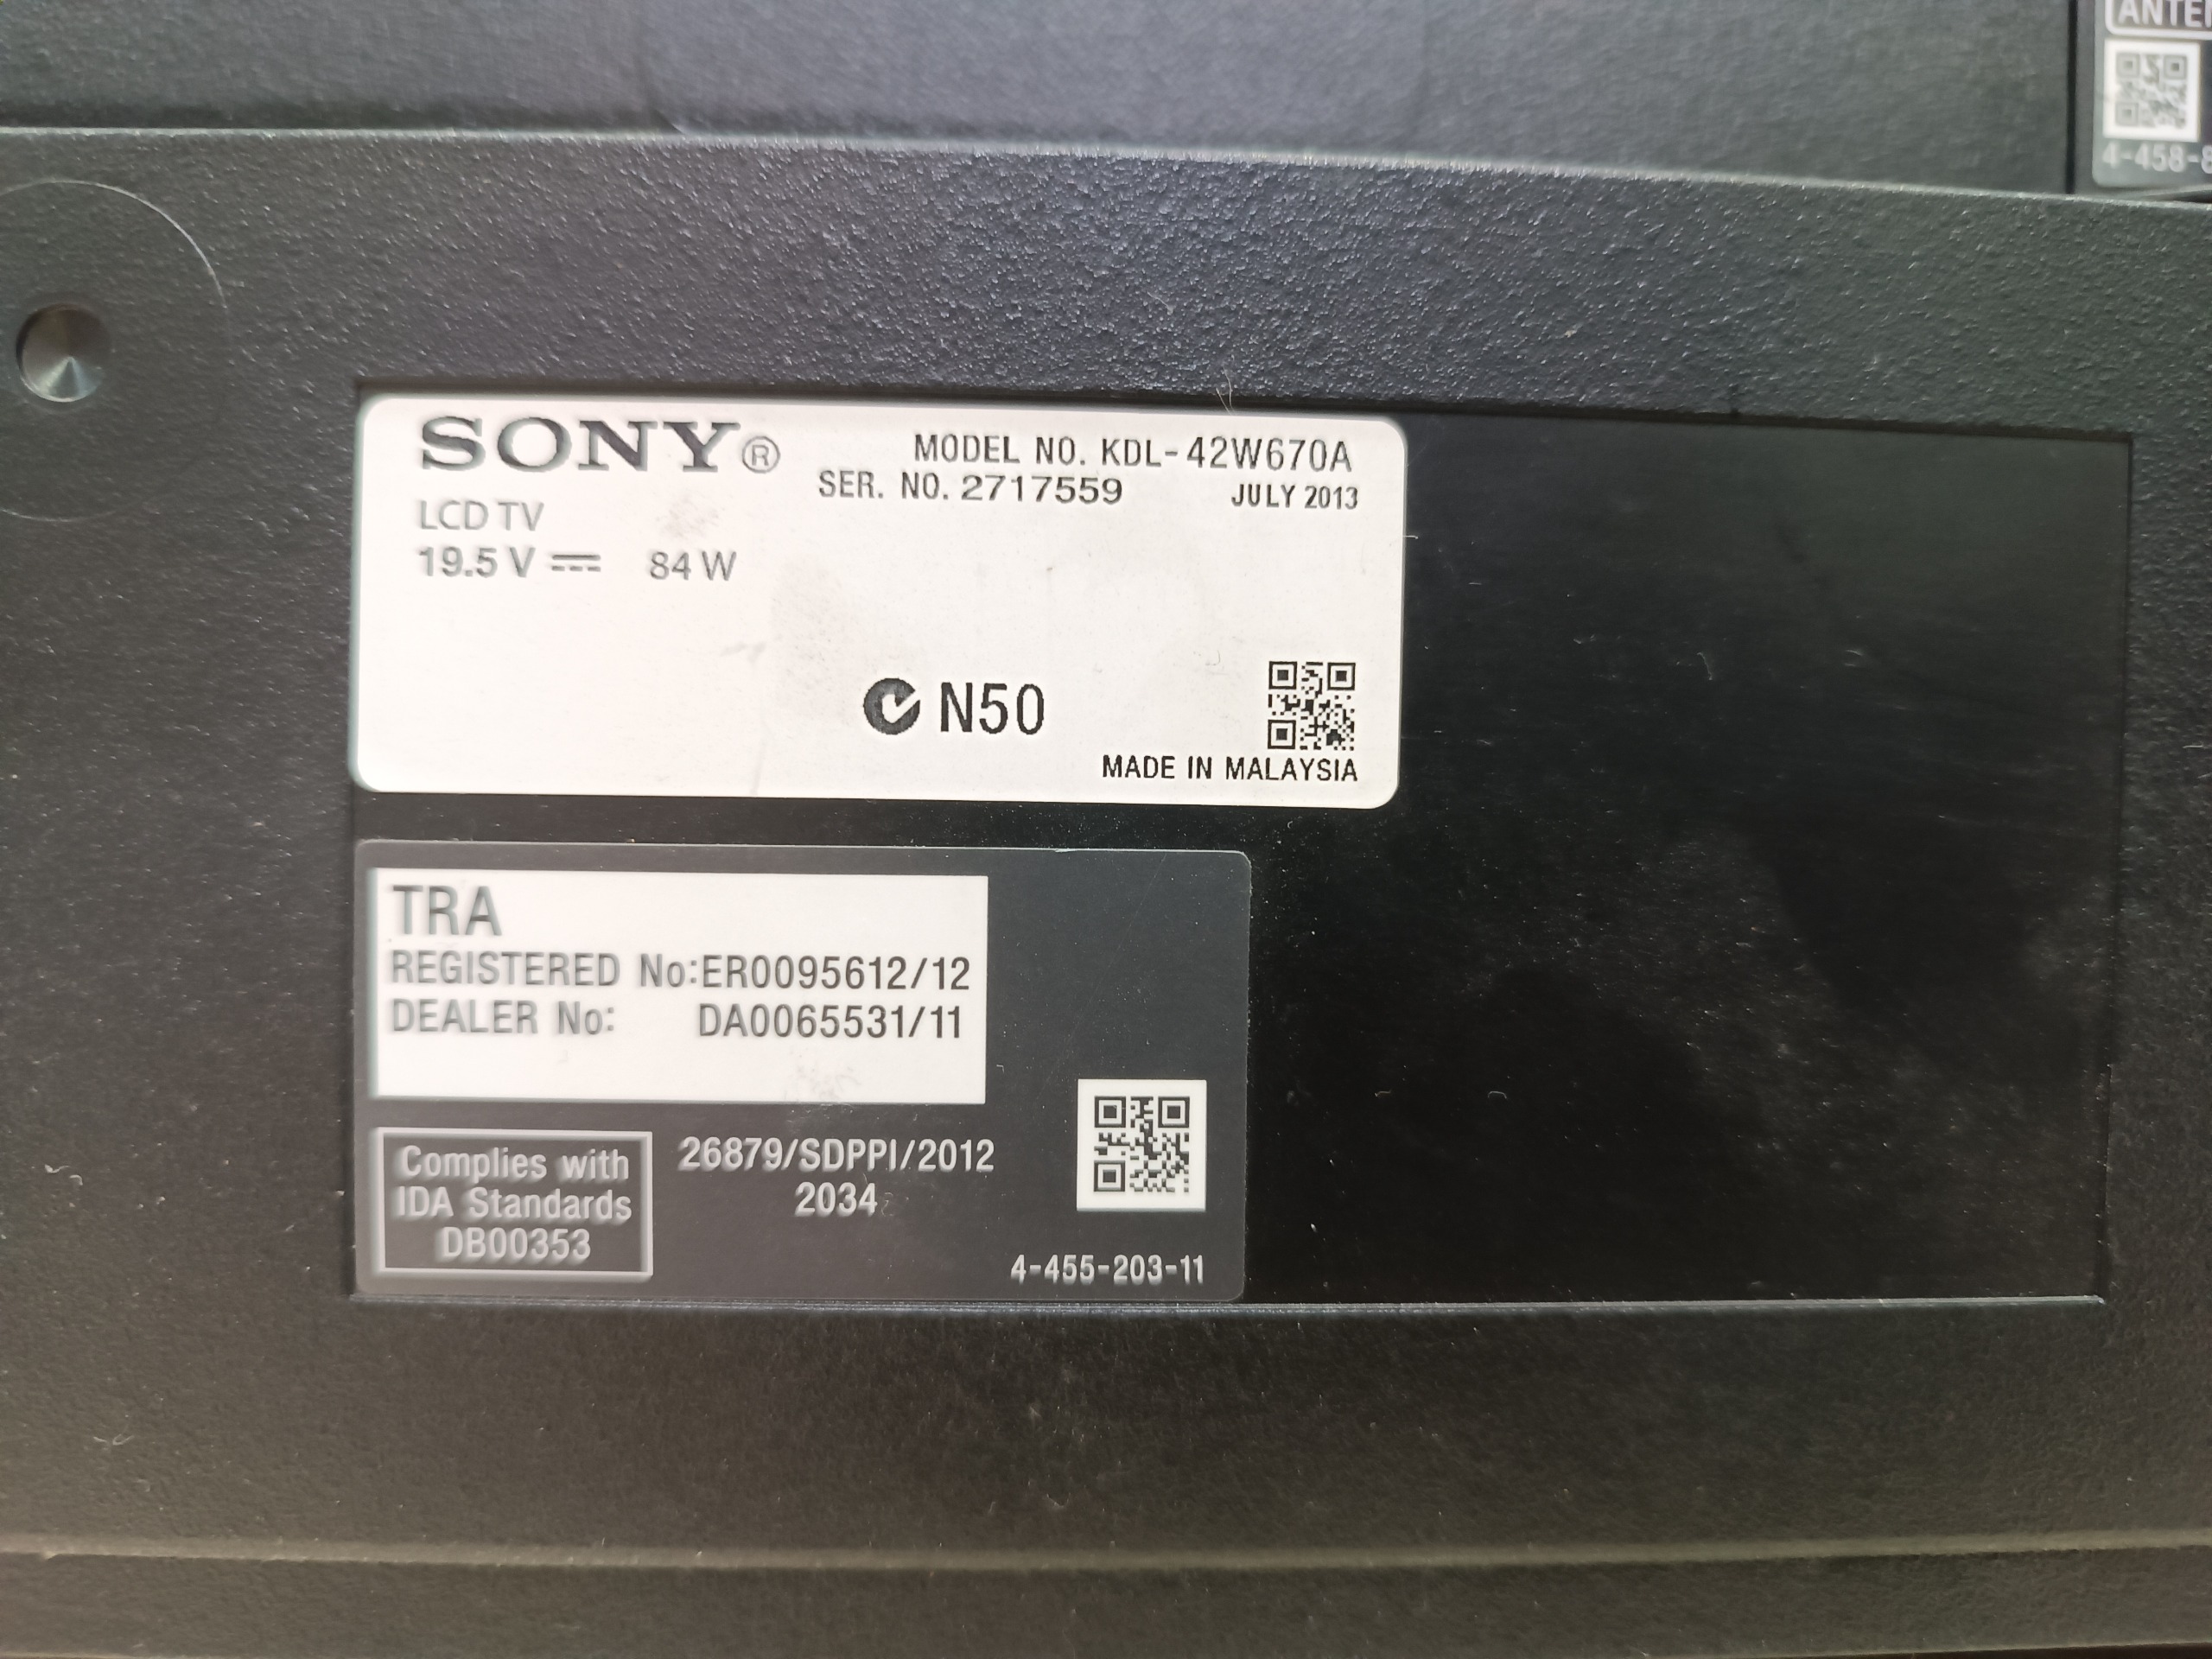 SONY®
MODEL NO. KDL-42W670A
SER. NO. 2717559 JULY 2013
LCD TV
19.5 V ⎓ 84 W
N50
MADE IN MALAYSIA
TRA
REGISTERED No:ER0095612/12
DEALER No: DA0065531/11
Complies with
IDA Standards
DB00353
26879/SDPPI/2012
2034
4-455-203-11